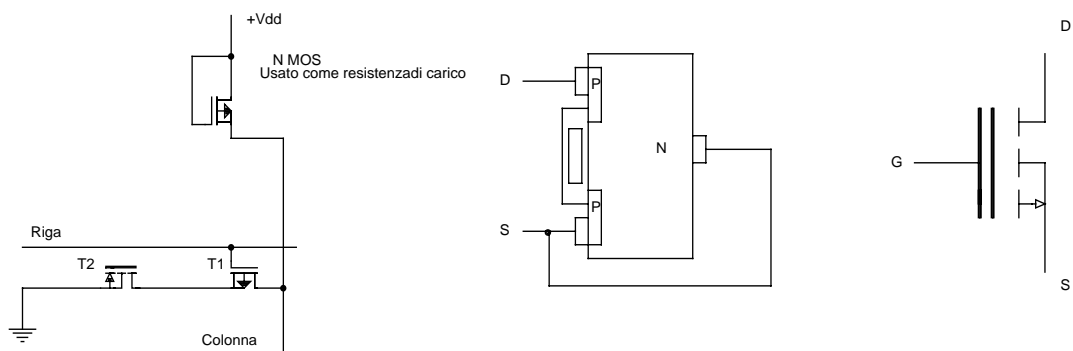 +Vdd
N MOS
Usato come resistenzadi carico
Riga
T2
T1
Colonna
D
P
N
P
S
D
G
S